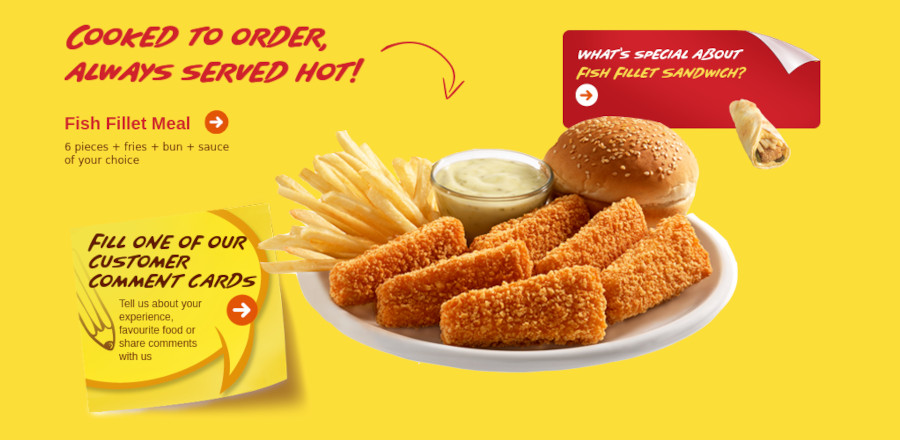 COOKED TO ORDER,
ALWAYS SERVED HOT!
Fish Fillet Meal
6 pieces + fries + bun + sauce
of your choice
WHAT'S SPECIAL ABOUT
FISH FILLET SANDWICH?
FILL ONE OF OUR
CUSTOMER
COMMENT CARDS
Tell us about your
experience,
favourite food or
share comments
with us